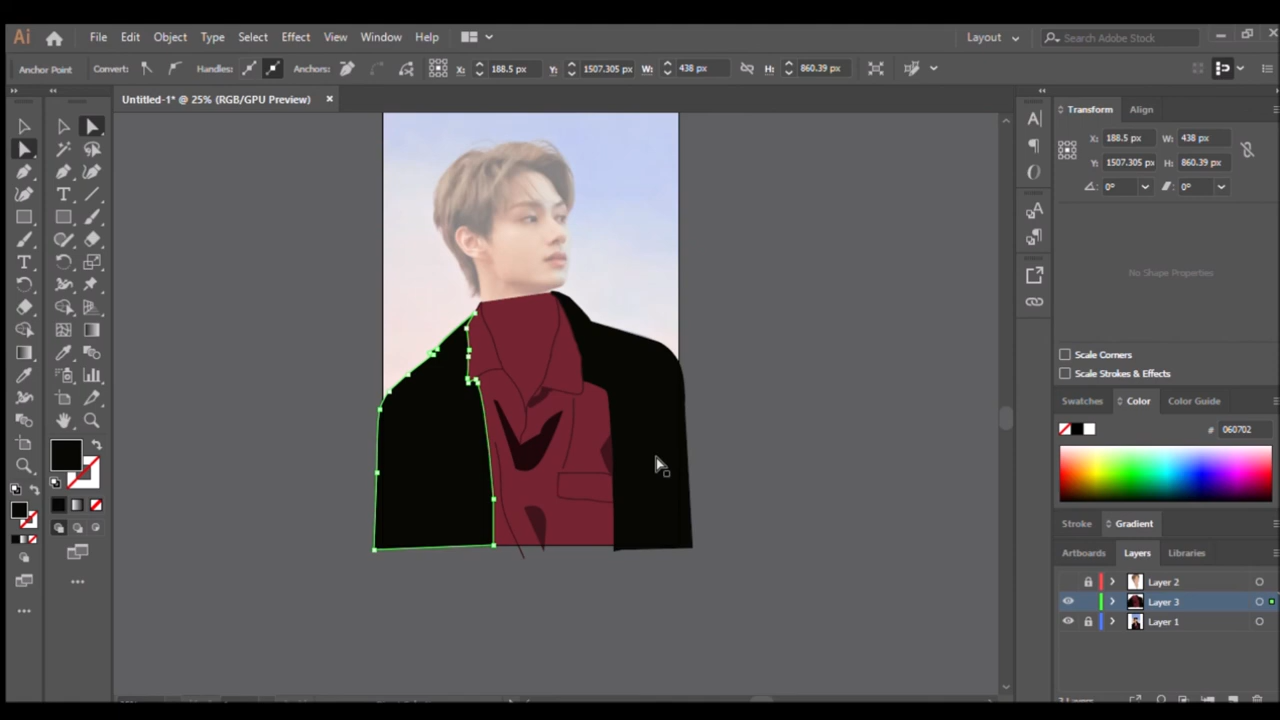 Ai File Edit Object Type Select Effect View Window Help Layout Search Adobe Stock
Anchor Point Convert: Handles: Anchors: X: 188.5 px Y: 1507.305 px W: 438 px H: 860.39 px
Untitled-1* @ 25% (RGB/GPU Preview)
Transform Align
X: 188.5 px W: 438 px
Y: 1507.305 px H: 860.39 px
0° 0°
No Shape Properties
Scale Corners
Scale Strokes & Effects
Swatches Color Color Guide
# 060702
Stroke Gradient
Artboards Layers Libraries
Layer 2
Layer 3
Layer 1